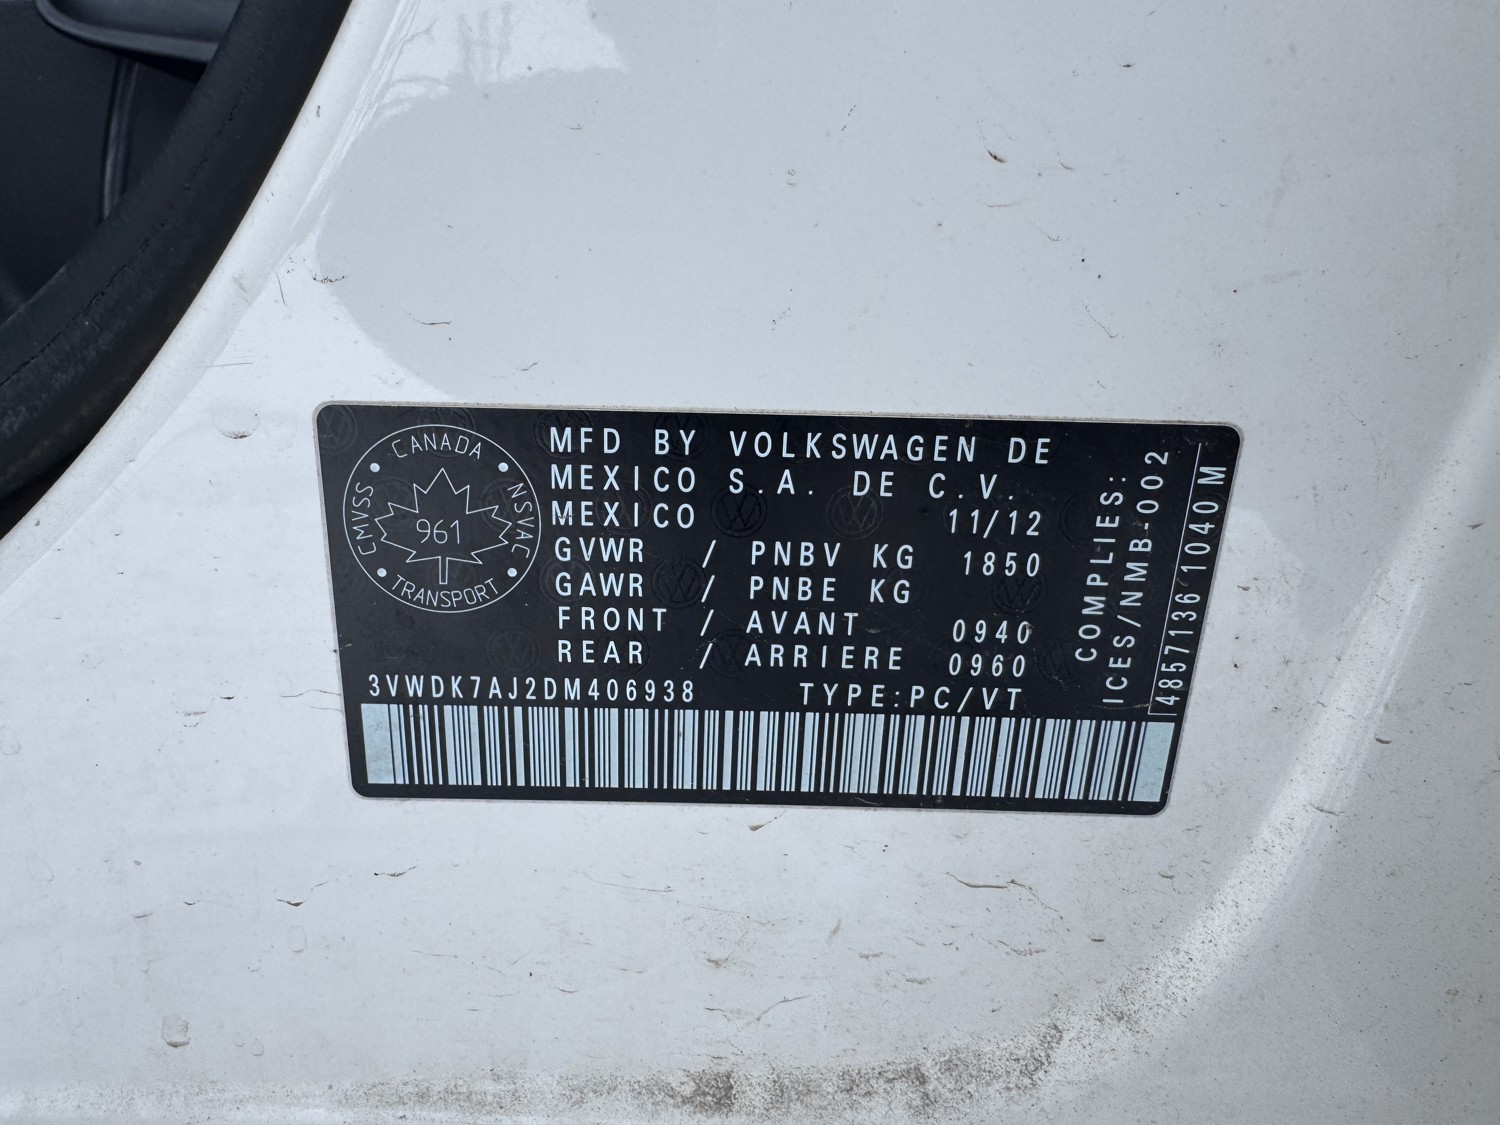 CANADA
CMVSS
NSVAC
961
TRANSPORT
MFD BY VOLKSWAGEN DE
MEXICO S.A. DE C.V.
MEXICO 11/12
GVWR / PNBV KG 1850
GAWR / PNBE KG
FRONT / AVANT 0940
REAR / ARRIERE 0960
3VWDK7AJ2DM406938 TYPE:PC/VT
COMPLIES:
ICES/NMB-002
4857136 1040 M